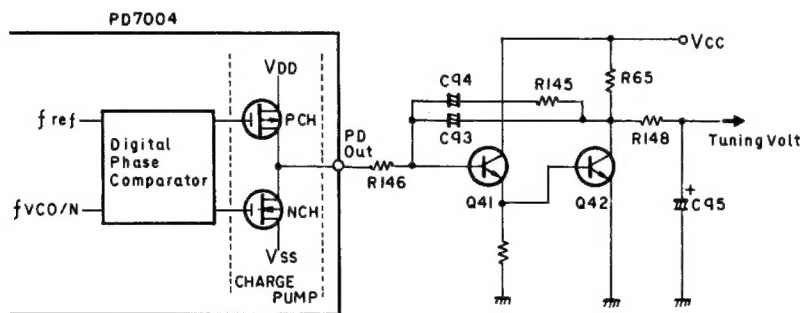 PD7004
VDD
PCH
f ref
Digital
Phase
Comparator
fVCO/N
NCH
VSS
CHARGE
PUMP
PD
Out
R146
C94
R145
C93
Q41
Q42
VCC
R65
R148
Tuning Volt
+
C95